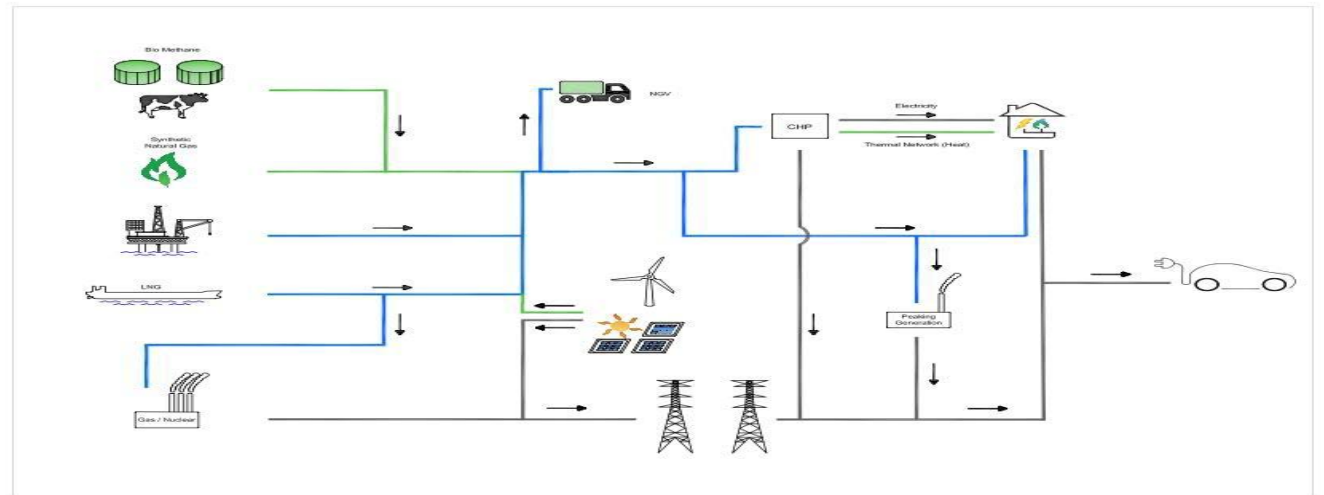 Bio Methane
NGV
Electricity
CHP
Synthetic
Natural Gas
Thermal Network (Heat)
LNG
Peaking
Generation
Gas / Nuclear